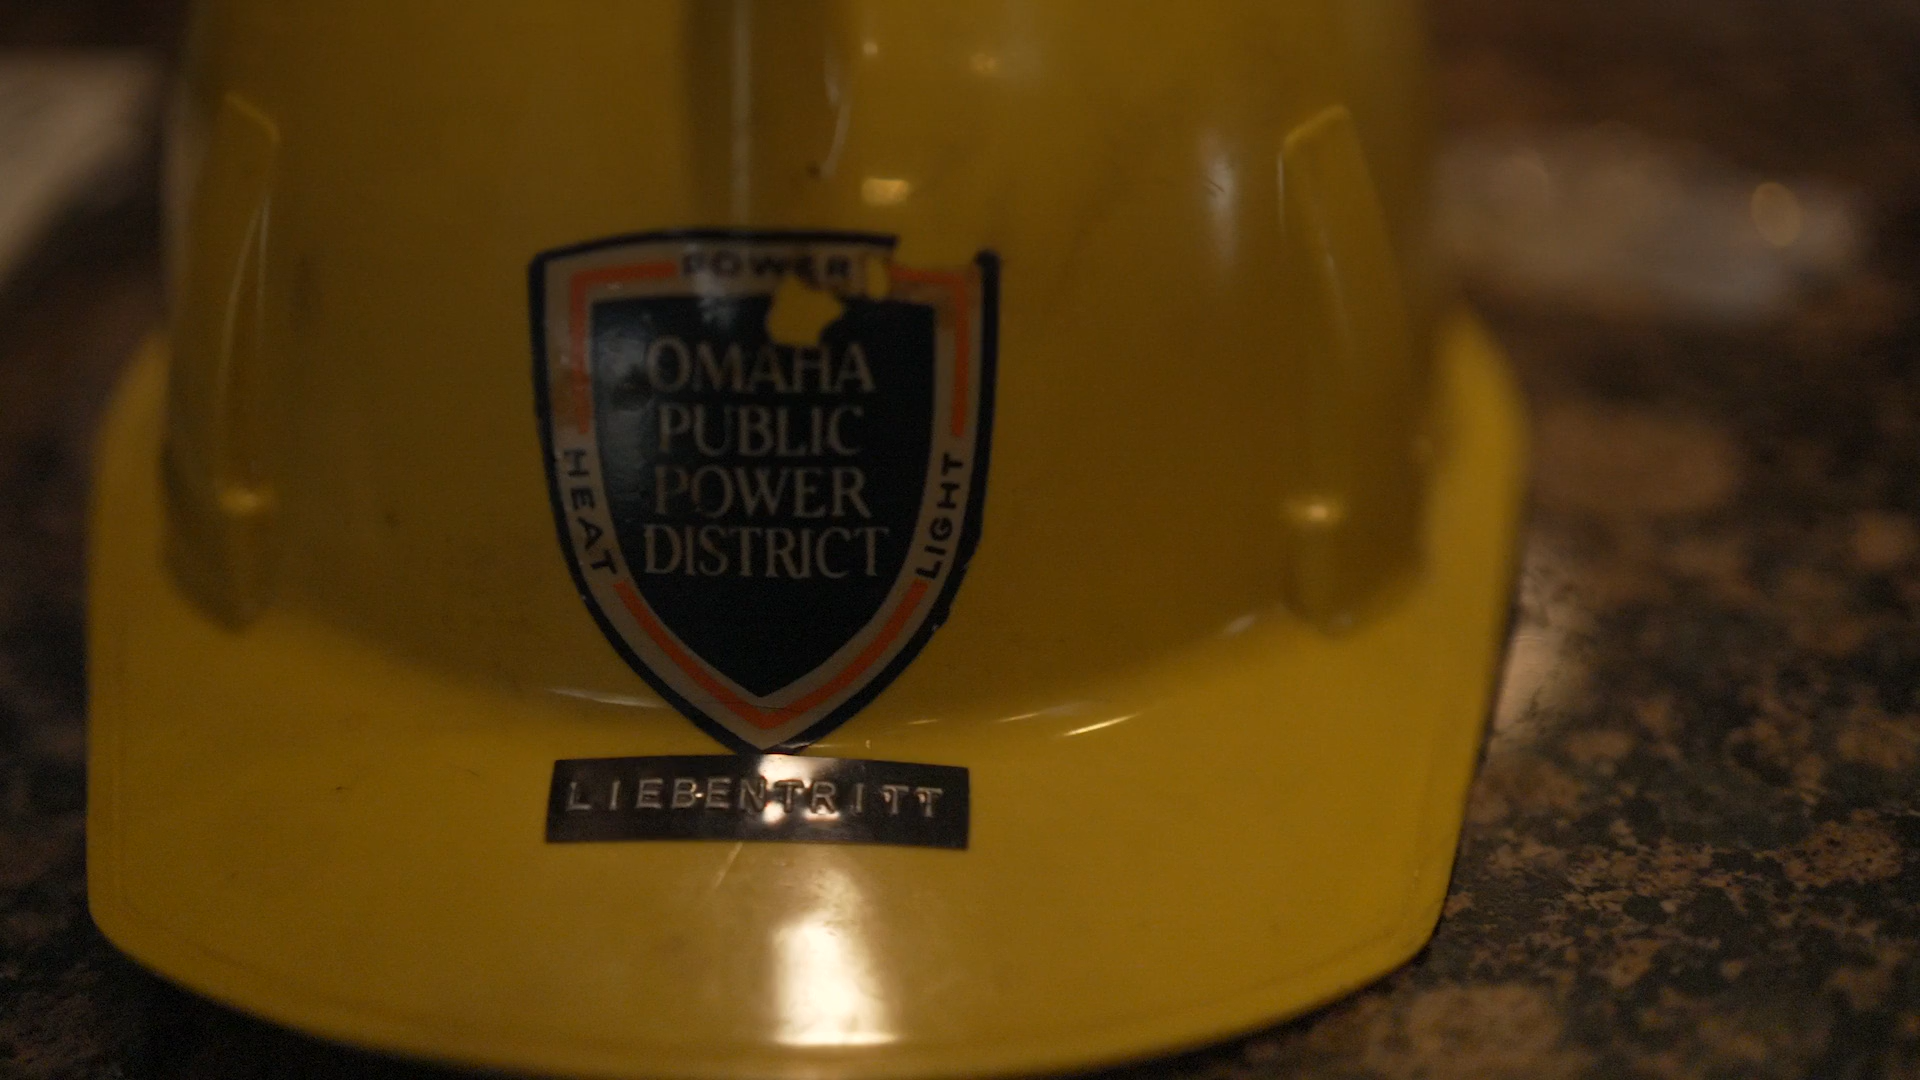 POWER
OMAHA
PUBLIC
POWER
DISTRICT
HEAT
LIGHT
LIEBENTRITT